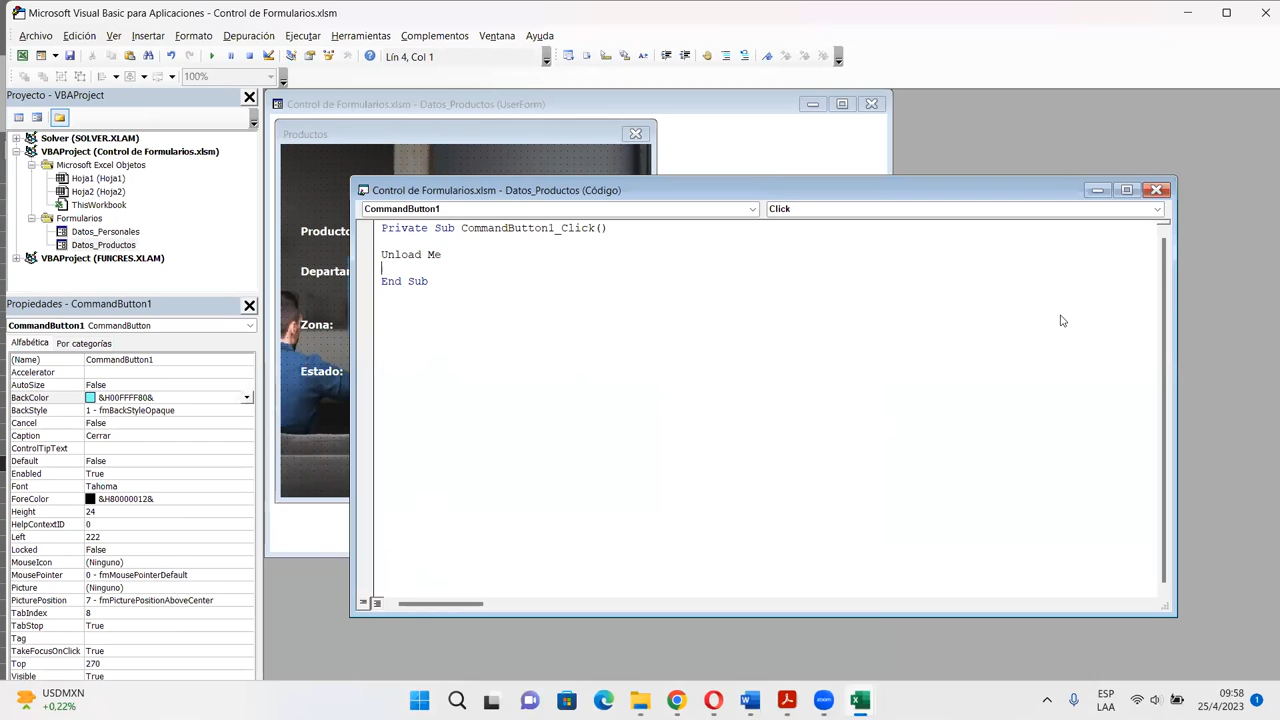 Microsoft Visual Basic para Aplicaciones - Control de Formularios.xlsm
Archivo Edición Ver Insertar Formato Depuración Ejecutar Herramientas Complementos Ventana Ayuda
Lín 4, Col 1
100%
Proyecto - VBAProject
Solver (SOLVER.XLAM)
VBAProject (Control de Formularios.xlsm)
Microsoft Excel Objetos
Hoja1 (Hoja1)
Hoja2 (Hoja2)
ThisWorkbook
Formularios
Datos_Personales
Datos_Productos
VBAProject (FUNCRES.XLAM)
Propiedades - CommandButton1
CommandButton1 CommandButton
Alfabética Por categorías
(Name) CommandButton1
Accelerator
AutoSize False
BackColor &H00FFFF80&
BackStyle 1 - fmBackStyleOpaque
Cancel False
Caption Cerrar
ControlTipText
Default False
Enabled True
Font Tahoma
ForeColor &H80000012&
Height 24
HelpContextID 0
Left 222
Locked False
MouseIcon (Ninguno)
MousePointer 0 - fmMousePointerDefault
Picture (Ninguno)
PicturePosition 7 - fmPicturePositionAboveCenter
TabIndex 8
TabStop True
Tag
TakeFocusOnClick True
Top 270
Visible True
Control de Formularios.xlsm - Datos_Productos (UserForm)
Productos
Producto
Departar
Zona:
Estado:
Control de Formularios.xlsm - Datos_Productos (Código)
CommandButton1 Click
Private Sub CommandButton1_Click()
Unload Me
End Sub
USDMXN
+0.22%
ESP
LAA
09:58
25/4/2023
1